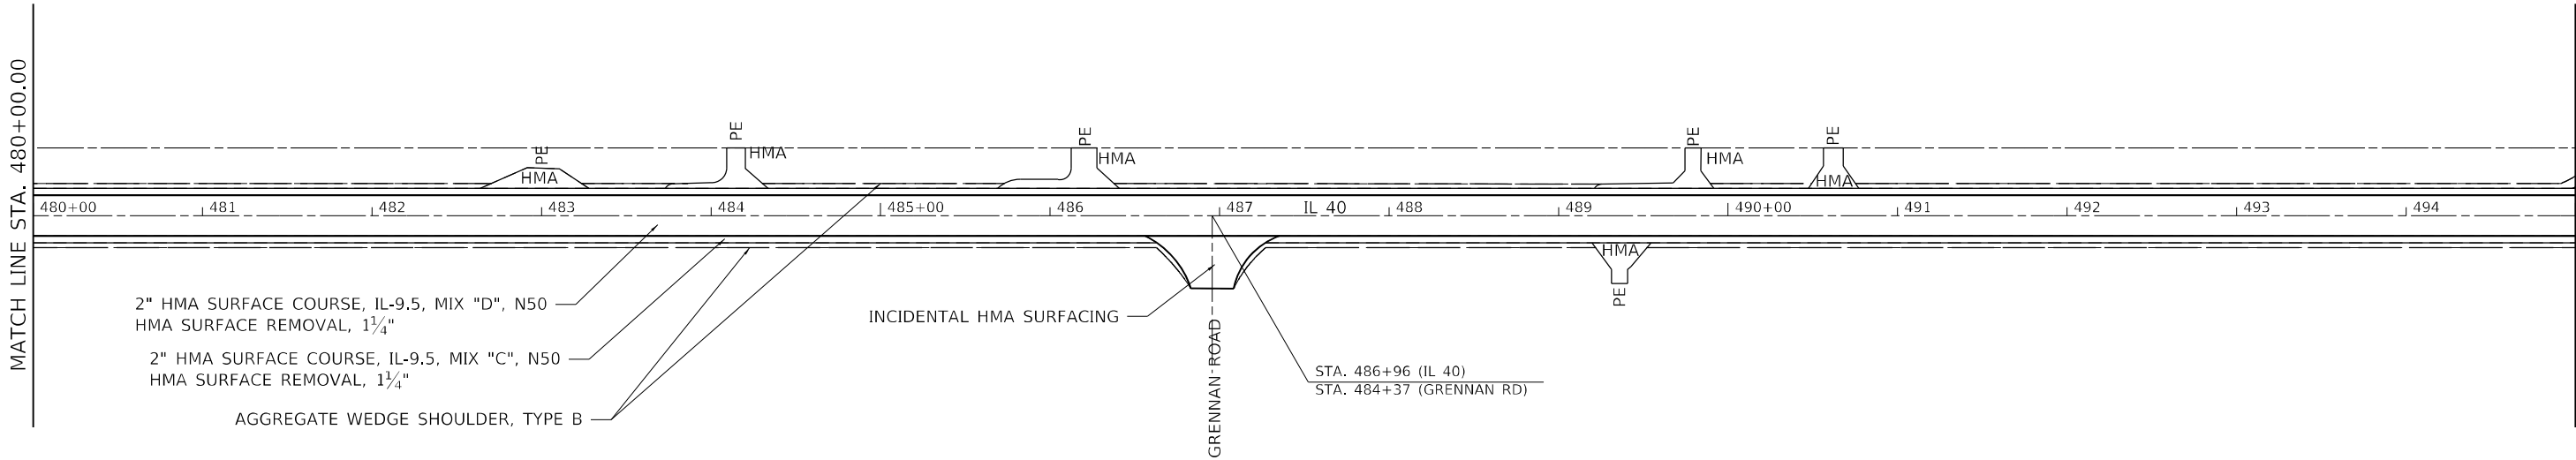 MATCH LINE STA. 480+00.00
PE
HMA
PE
HMA
PE
HMA
PE
HMA
PE
HMA
480+00
481
482
483
484
485+00
486
487
IL 40
488
489
490+00
491
492
493
494
HMA
PE
2" HMA SURFACE COURSE, IL-9.5, MIX "D", N50
HMA SURFACE REMOVAL, 1¼"
2" HMA SURFACE COURSE, IL-9.5, MIX "C", N50
HMA SURFACE REMOVAL, 1¼"
AGGREGATE WEDGE SHOULDER, TYPE B
INCIDENTAL HMA SURFACING
GRENNAN ROAD
STA. 486+96 (IL 40)
STA. 484+37 (GRENNAN RD)